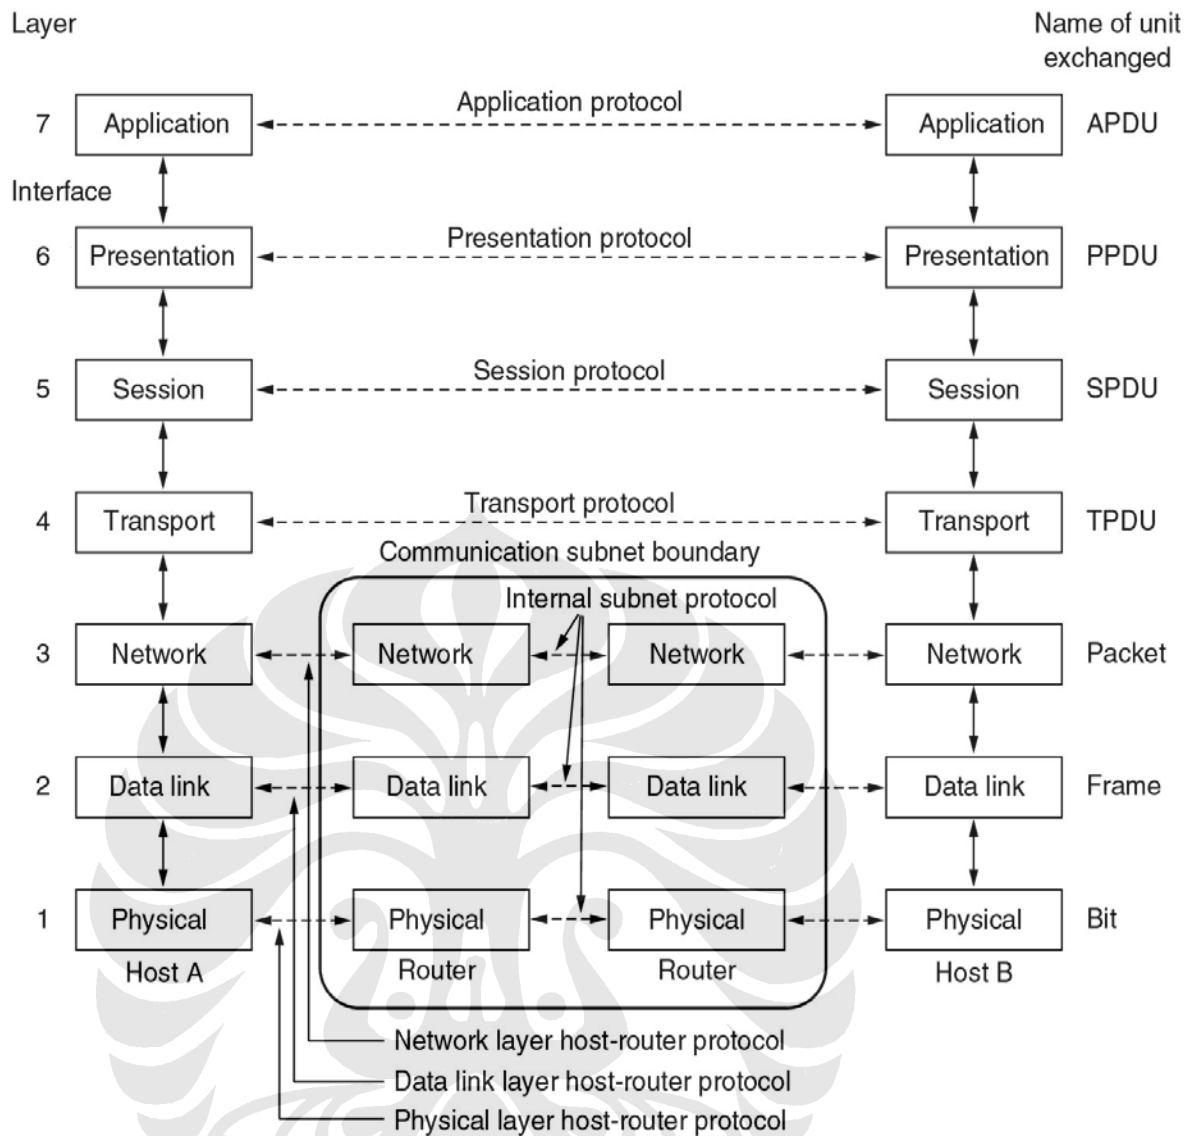 Layer
Name of unit
exchanged
Application protocol
7
Application
Application
APDU
Interface
Presentation protocol
6
Presentation
Presentation
PPDU
Session protocol
5
Session
Session
SPDU
Transport protocol
4
Transport
Transport
TPDU
Communication subnet boundary
Internal subnet protocol
3
Network
Network
Network
Network
Packet
2
Data link
Data link
Data link
Data link
Frame
1
Physical
Physical
Physical
Physical
Bit
Host A
Router
Router
Host B
Network layer host-router protocol
Data link layer host-router protocol
Physical layer host-router protocol